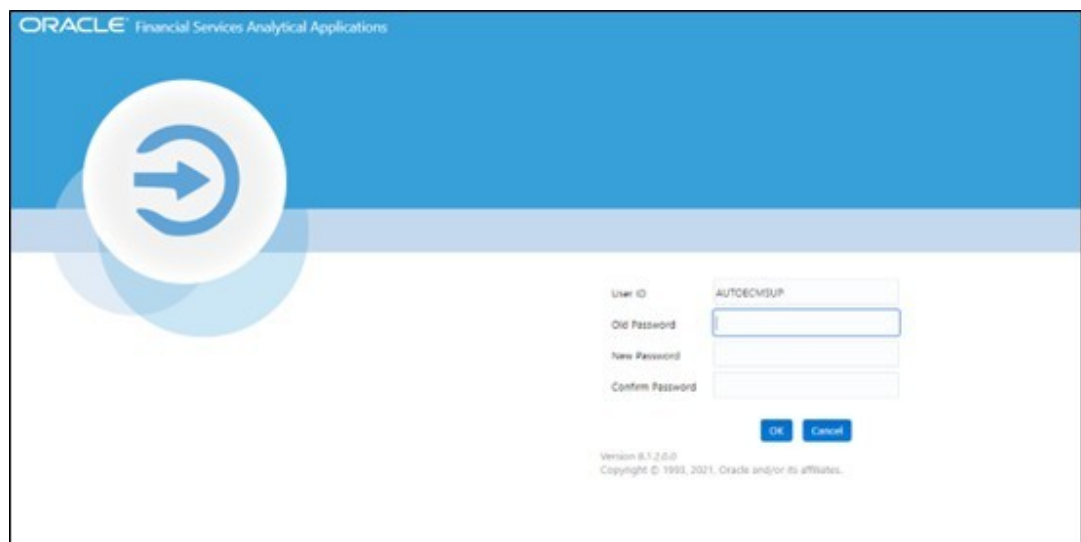 ORACLE Financial Services Analytical Applications
User ID AUTOECMSUP
Old Password
New Password
Confirm Password
OK Cancel
Version 8.1.2.0.0
Copyright © 1993, 2021, Oracle and/or its affiliates.